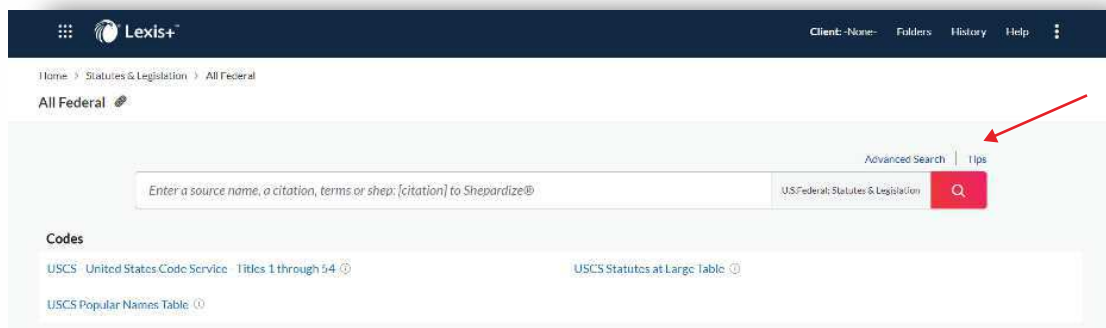 Lexis+™
Client: -None- Folders History Help
Home > Statutes & Legislation > All Federal
All Federal
Advanced Search | Tips
Enter a source name, a citation, terms or shep: [citation] to Shepardize®
U.S.Federal; Statutes & Legislation
Codes
USCS United States Code Service Titles 1 through 54
USCS Statutes at Large Table
USCS Popular Names Table